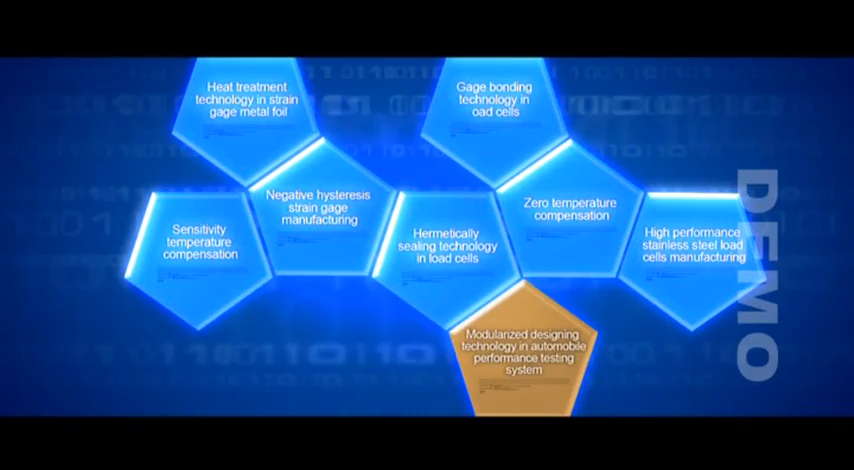 Heat treatment
technology in strain
gage metal foil
Gage bonding
technology in
oad cells
Negative hysteresis
strain gage
manufacturing
Zero temperature
compensation
Sensitivity
temperature
compensation
Hermetically
sealing technology
in load cells
High performance
stainless steel load
cells manufacturing
Modularized designing
technology in automobile
performance testing
system
DEMO